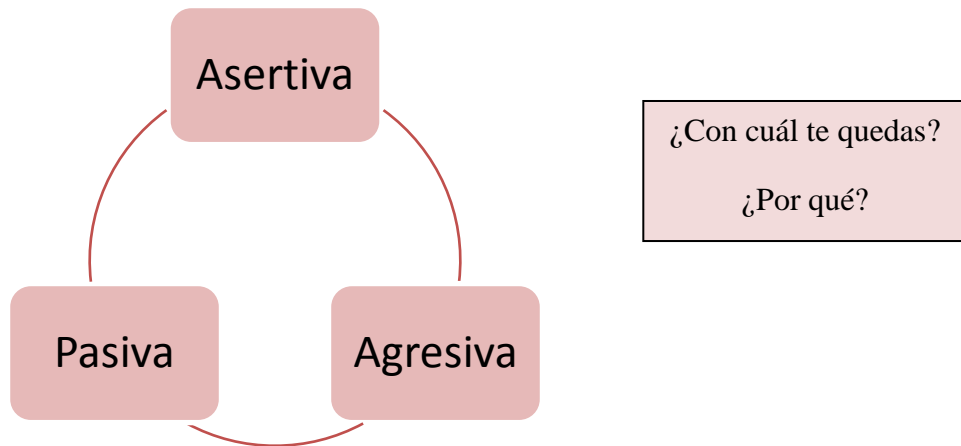 Asertiva
¿Con cuál te quedas?
¿Por qué?
Pasiva
Agresiva